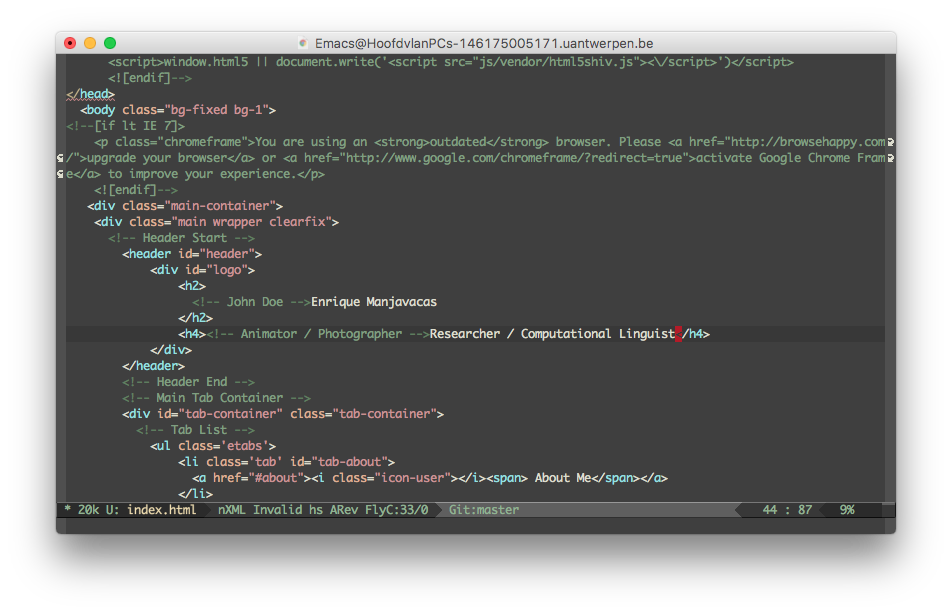 Emacs@HoofdvlanPCs-146175005171.uantwerpen.be
<script>window.html5 || document.write('<script src="js/vendor/html5shiv.js"><\/script>')</script>
<![endif]-->
</head>
<body class="bg-fixed bg-1">
<!--[if lt IE 7]>
<p class="chromeframe">You are using an <strong>outdated</strong> browser. Please <a href="http://browsehappy.com
/">upgrade your browser</a> or <a href="http://www.google.com/chromeframe/?redirect=true">activate Google Chrome Fram
e</a> to improve your experience.</p>
<![endif]-->
<div class="main-container">
<div class="main wrapper clearfix">
<!-- Header Start -->
<header id="header">
<div id="logo">
<h2>
<!-- John Doe -->Enrique Manjavacas
</h2>
<h4><!-- Animator / Photographer -->Researcher / Computational Linguist</h4>
</div>
</header>
<!-- Header End -->
<!-- Main Tab Container -->
<div id="tab-container" class="tab-container">
<!-- Tab List -->
<ul class='etabs'>
<li class='tab' id="tab-about">
<a href="#about"><i class="icon-user"></i><span> About Me</span></a>
</li>
* 20k U: index.html nXML Invalid hs ARev FlyC:33/0 Git:master 44 : 87 9%